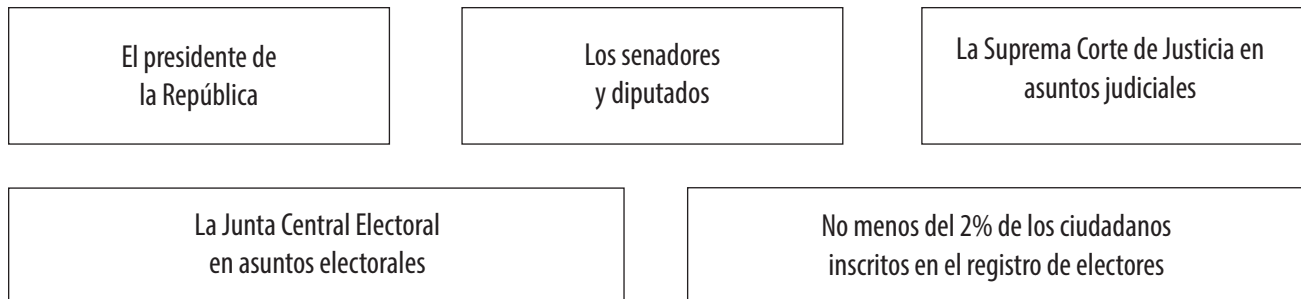 El presidente de
la República
Los senadores
y diputados
La Suprema Corte de Justicia en
asuntos judiciales
La Junta Central Electoral
en asuntos electorales
No menos del 2% de los ciudadanos
inscritos en el registro de electores